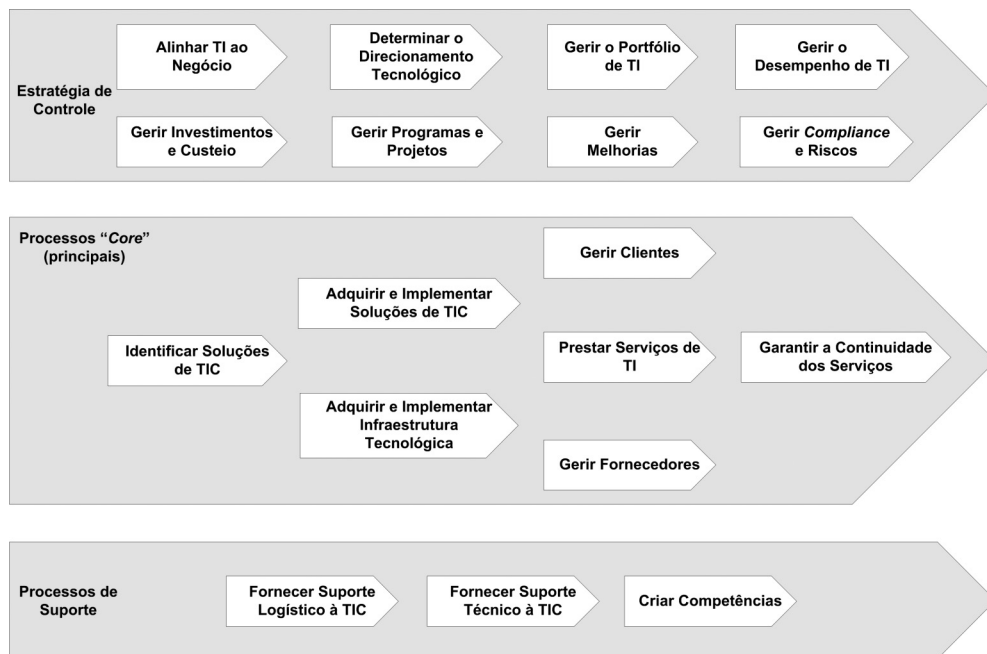 Estratégia de
Controle
Alinhar TI ao
Negócio
Determinar o
Direcionamento
Tecnológico
Gerir o Portfólio
de TI
Gerir o
Desempenho de TI
Gerir Investimentos
e Custeio
Gerir Programas e
Projetos
Gerir
Melhorias
Gerir Compliance
e Riscos
Processos “Core”
(principais)
Identificar Soluções
de TIC
Adquirir e Implementar
Soluções de TIC
Adquirir e Implementar
Infraestrutura
Tecnológica
Gerir Clientes
Prestar Serviços de
TI
Gerir Fornecedores
Garantir a Continuidade
dos Serviços
Processos de
Suporte
Fornecer Suporte
Logístico à TIC
Fornecer Suporte
Técnico à TIC
Criar Competências